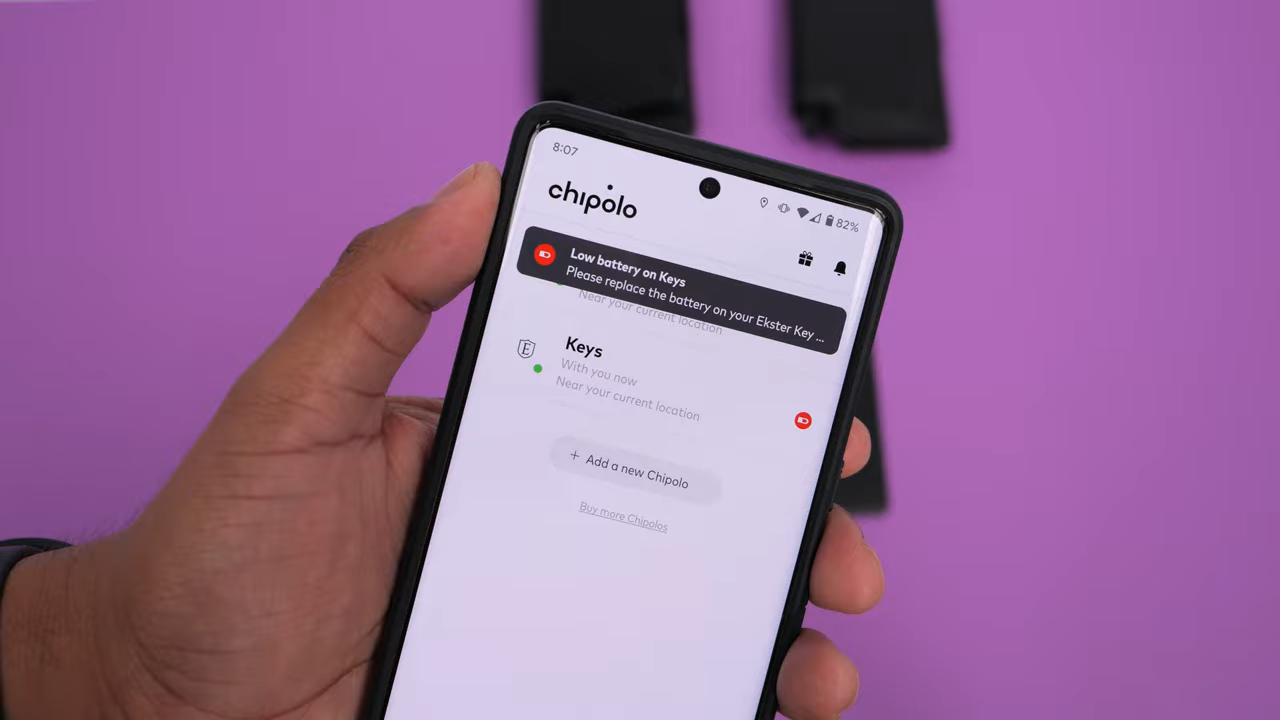 8:07
82%
chipolo
Low battery on Keys
Please replace the battery on your Ekster Key ...
Near your current location
E
Keys
With you now
Near your current location
+ Add a new Chipolo
Buy more Chipolos